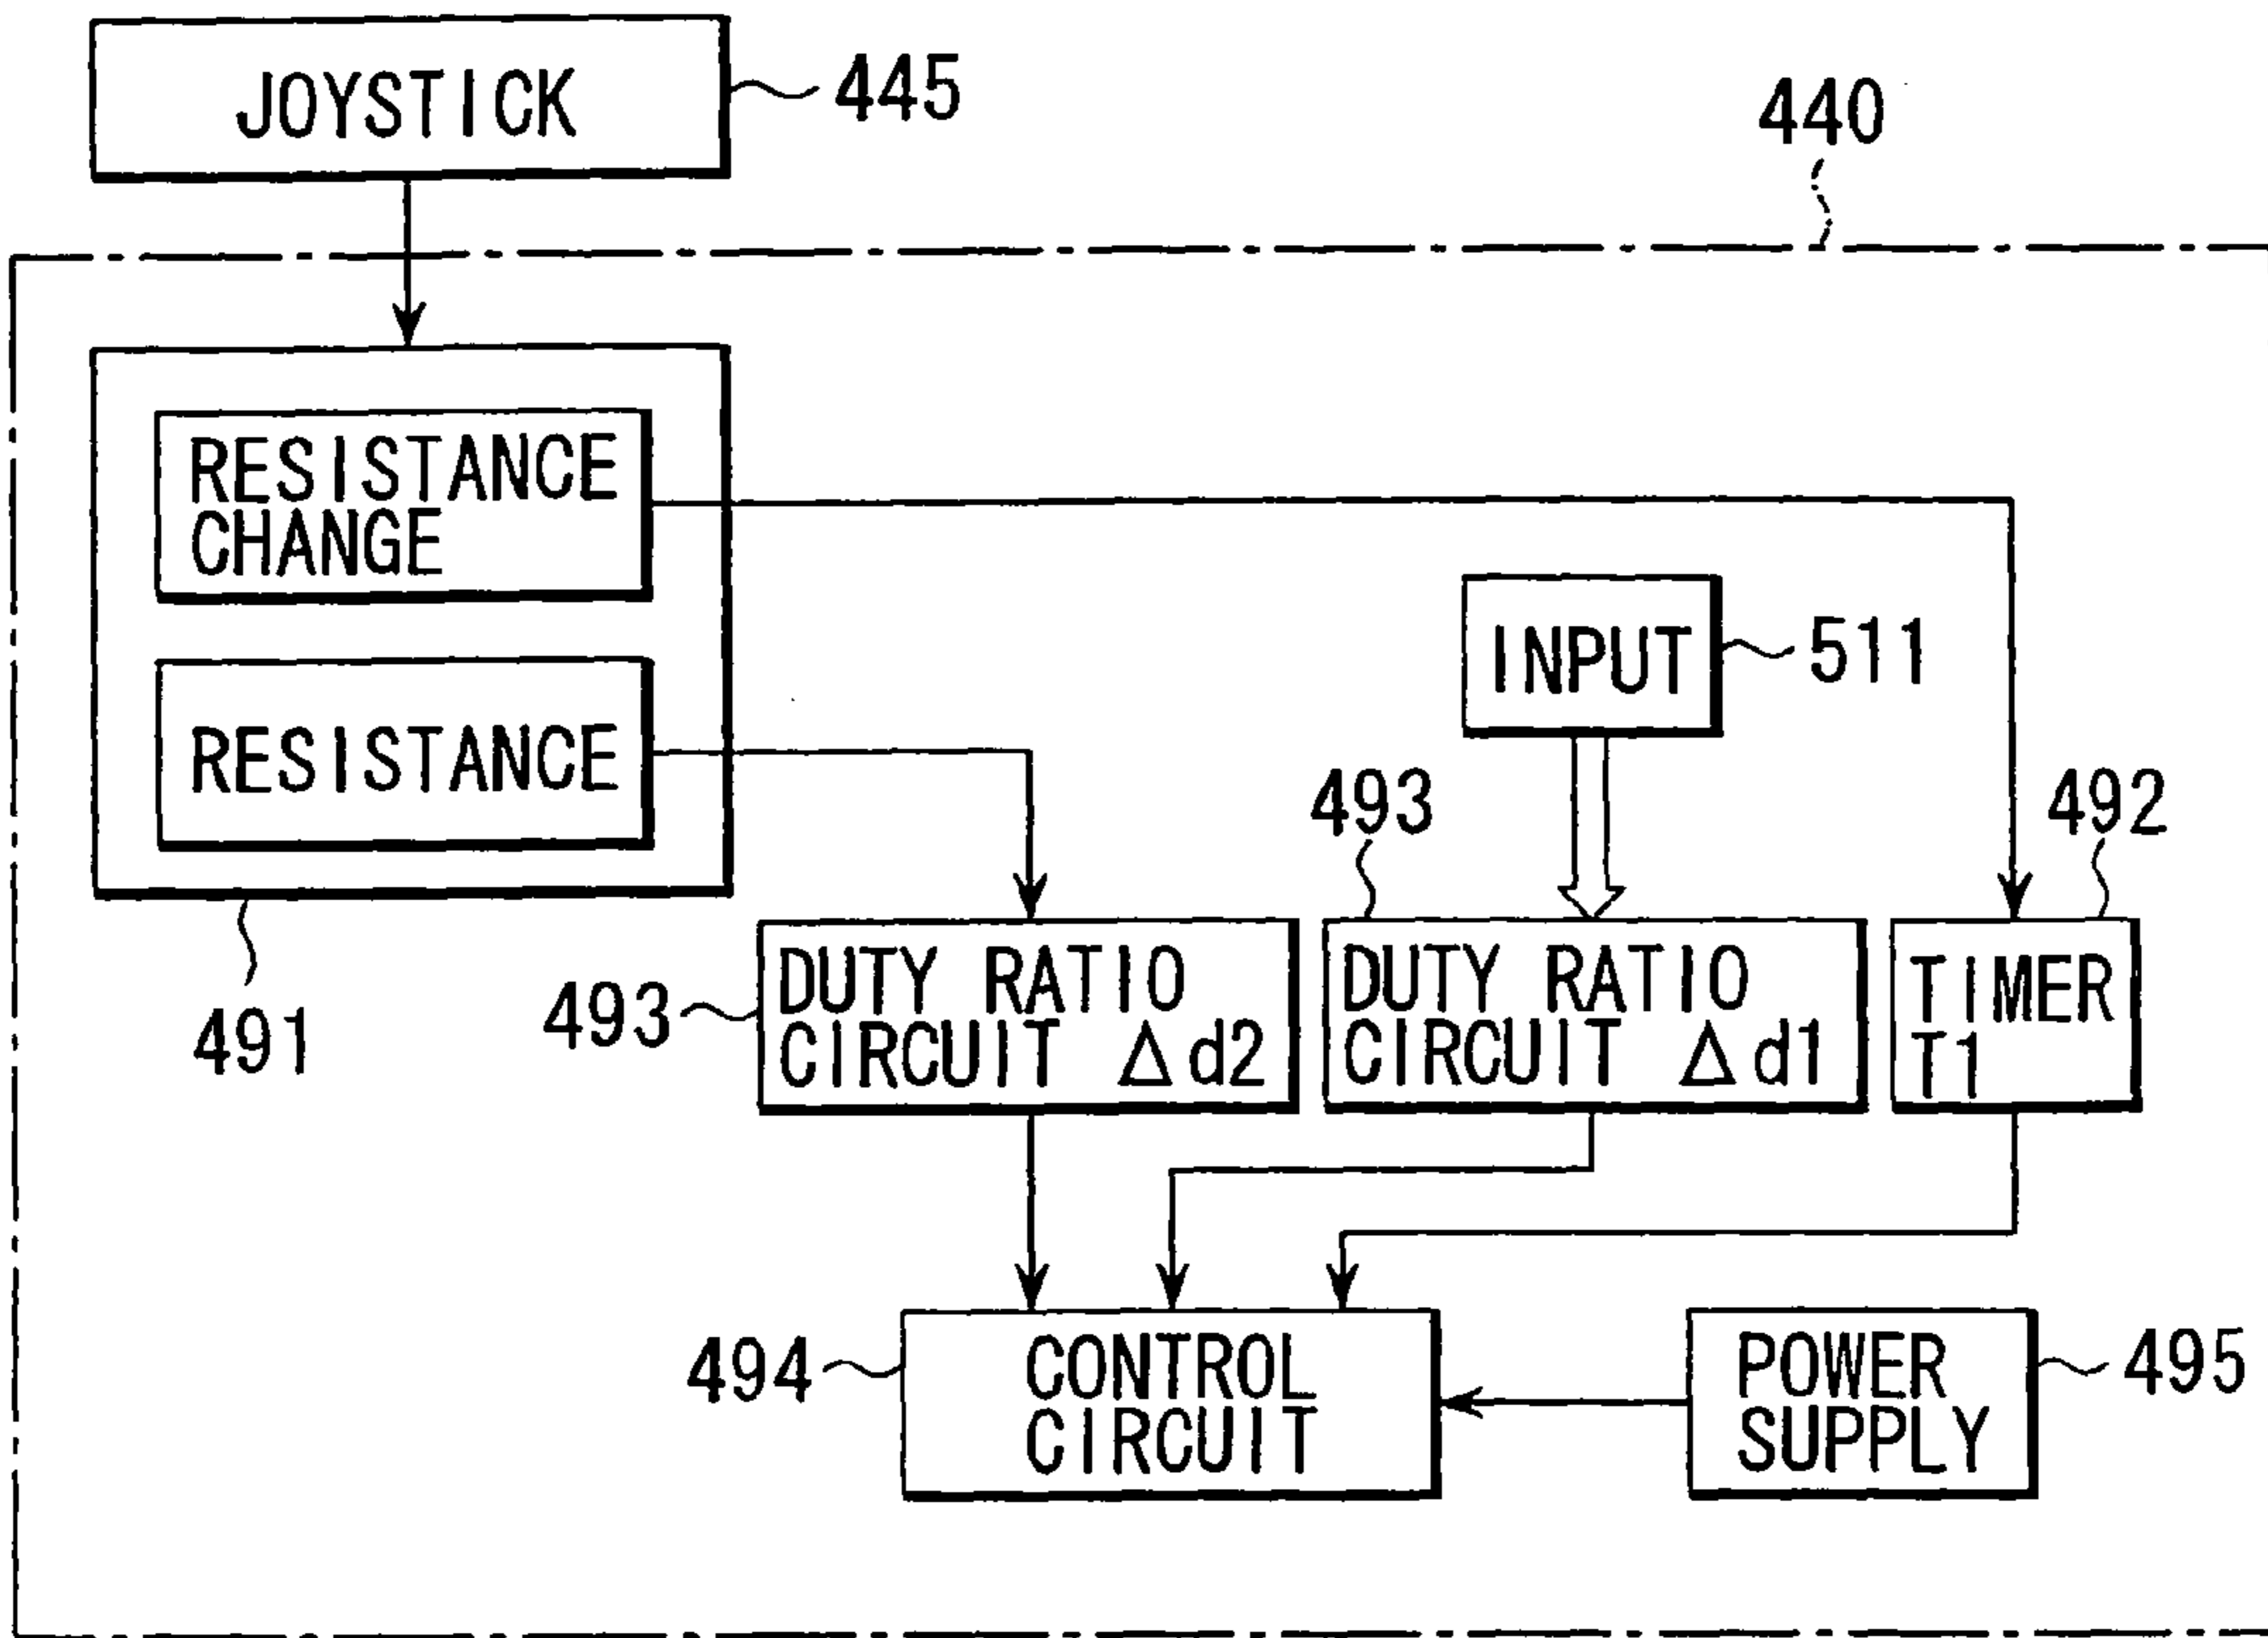 JOYSTICK
445
440
RESISTANCE
CHANGE
RESISTANCE
491
INPUT
511
493
492
493
DUTY RATIO
CIRCUIT Δd2
DUTY RATIO
CIRCUIT Δd1
TIMER
T1
494
CONTROL
CIRCUIT
POWER
SUPPLY
495